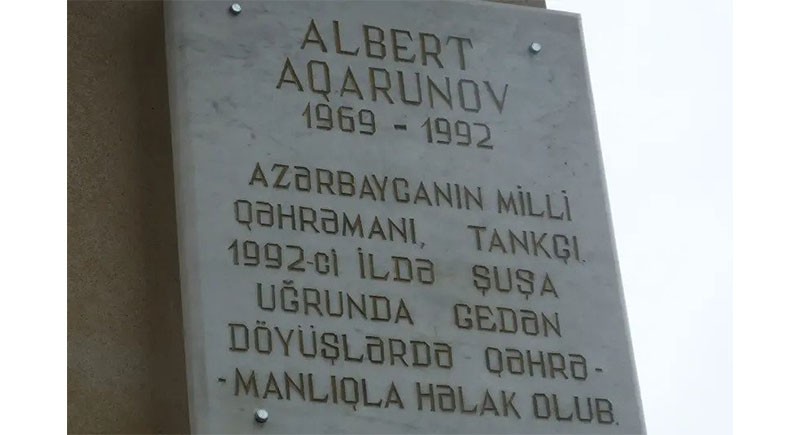 ALBERT
AQARUNOV
1969 - 1992
AZƏRBAYCANIN MİLLİ
QƏHRƏMANI, TANKÇI.
1992-Cİ İLDƏ ŞUŞA
UĞRUNDA GEDƏN
DÖYÜŞLƏRDƏ QƏHRƏ-
-MANLIQLA HƏLAK OLUB.